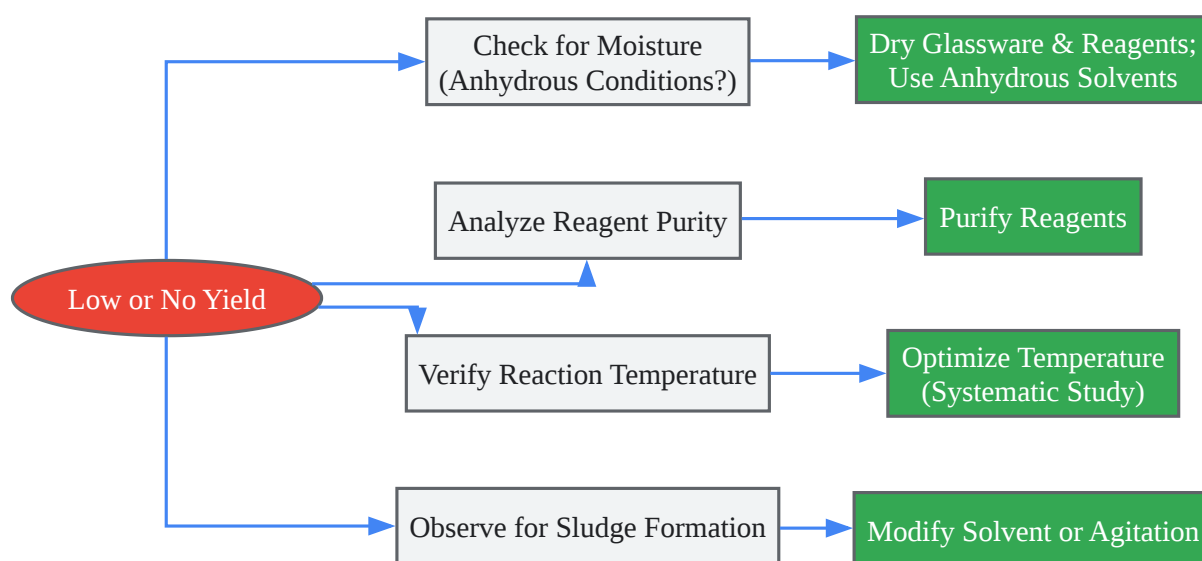 Check for Moisture
(Anhydrous Conditions?)
Dry Glassware & Reagents;
Use Anhydrous Solvents
Analyze Reagent Purity
Purify Reagents
Low or No Yield
Verify Reaction Temperature
Optimize Temperature
(Systematic Study)
Observe for Sludge Formation
Modify Solvent or Agitation